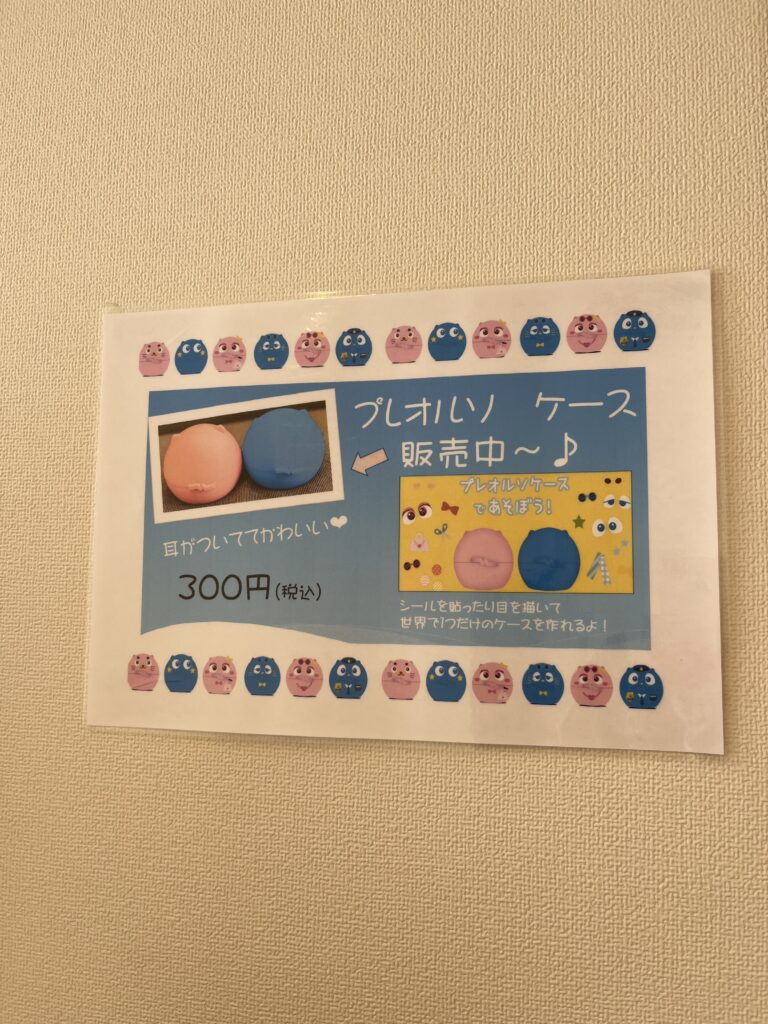 プレオルソ ケース
販売中～♪
耳がついててかわいい❤
300円(税込)
プレオルソケース
であそぼう!
シールを貼ったり目を描いて
世界で1つだけのケースを作れるよ!